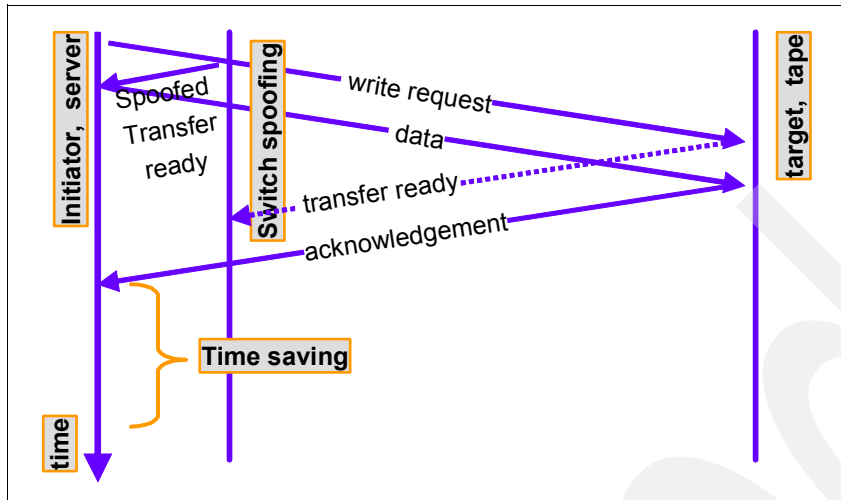 Initiator, server
Switch spoofing
target, tape
write request
Spoofed
Transfer
ready
data
transfer ready
acknowledgement
Time saving
time